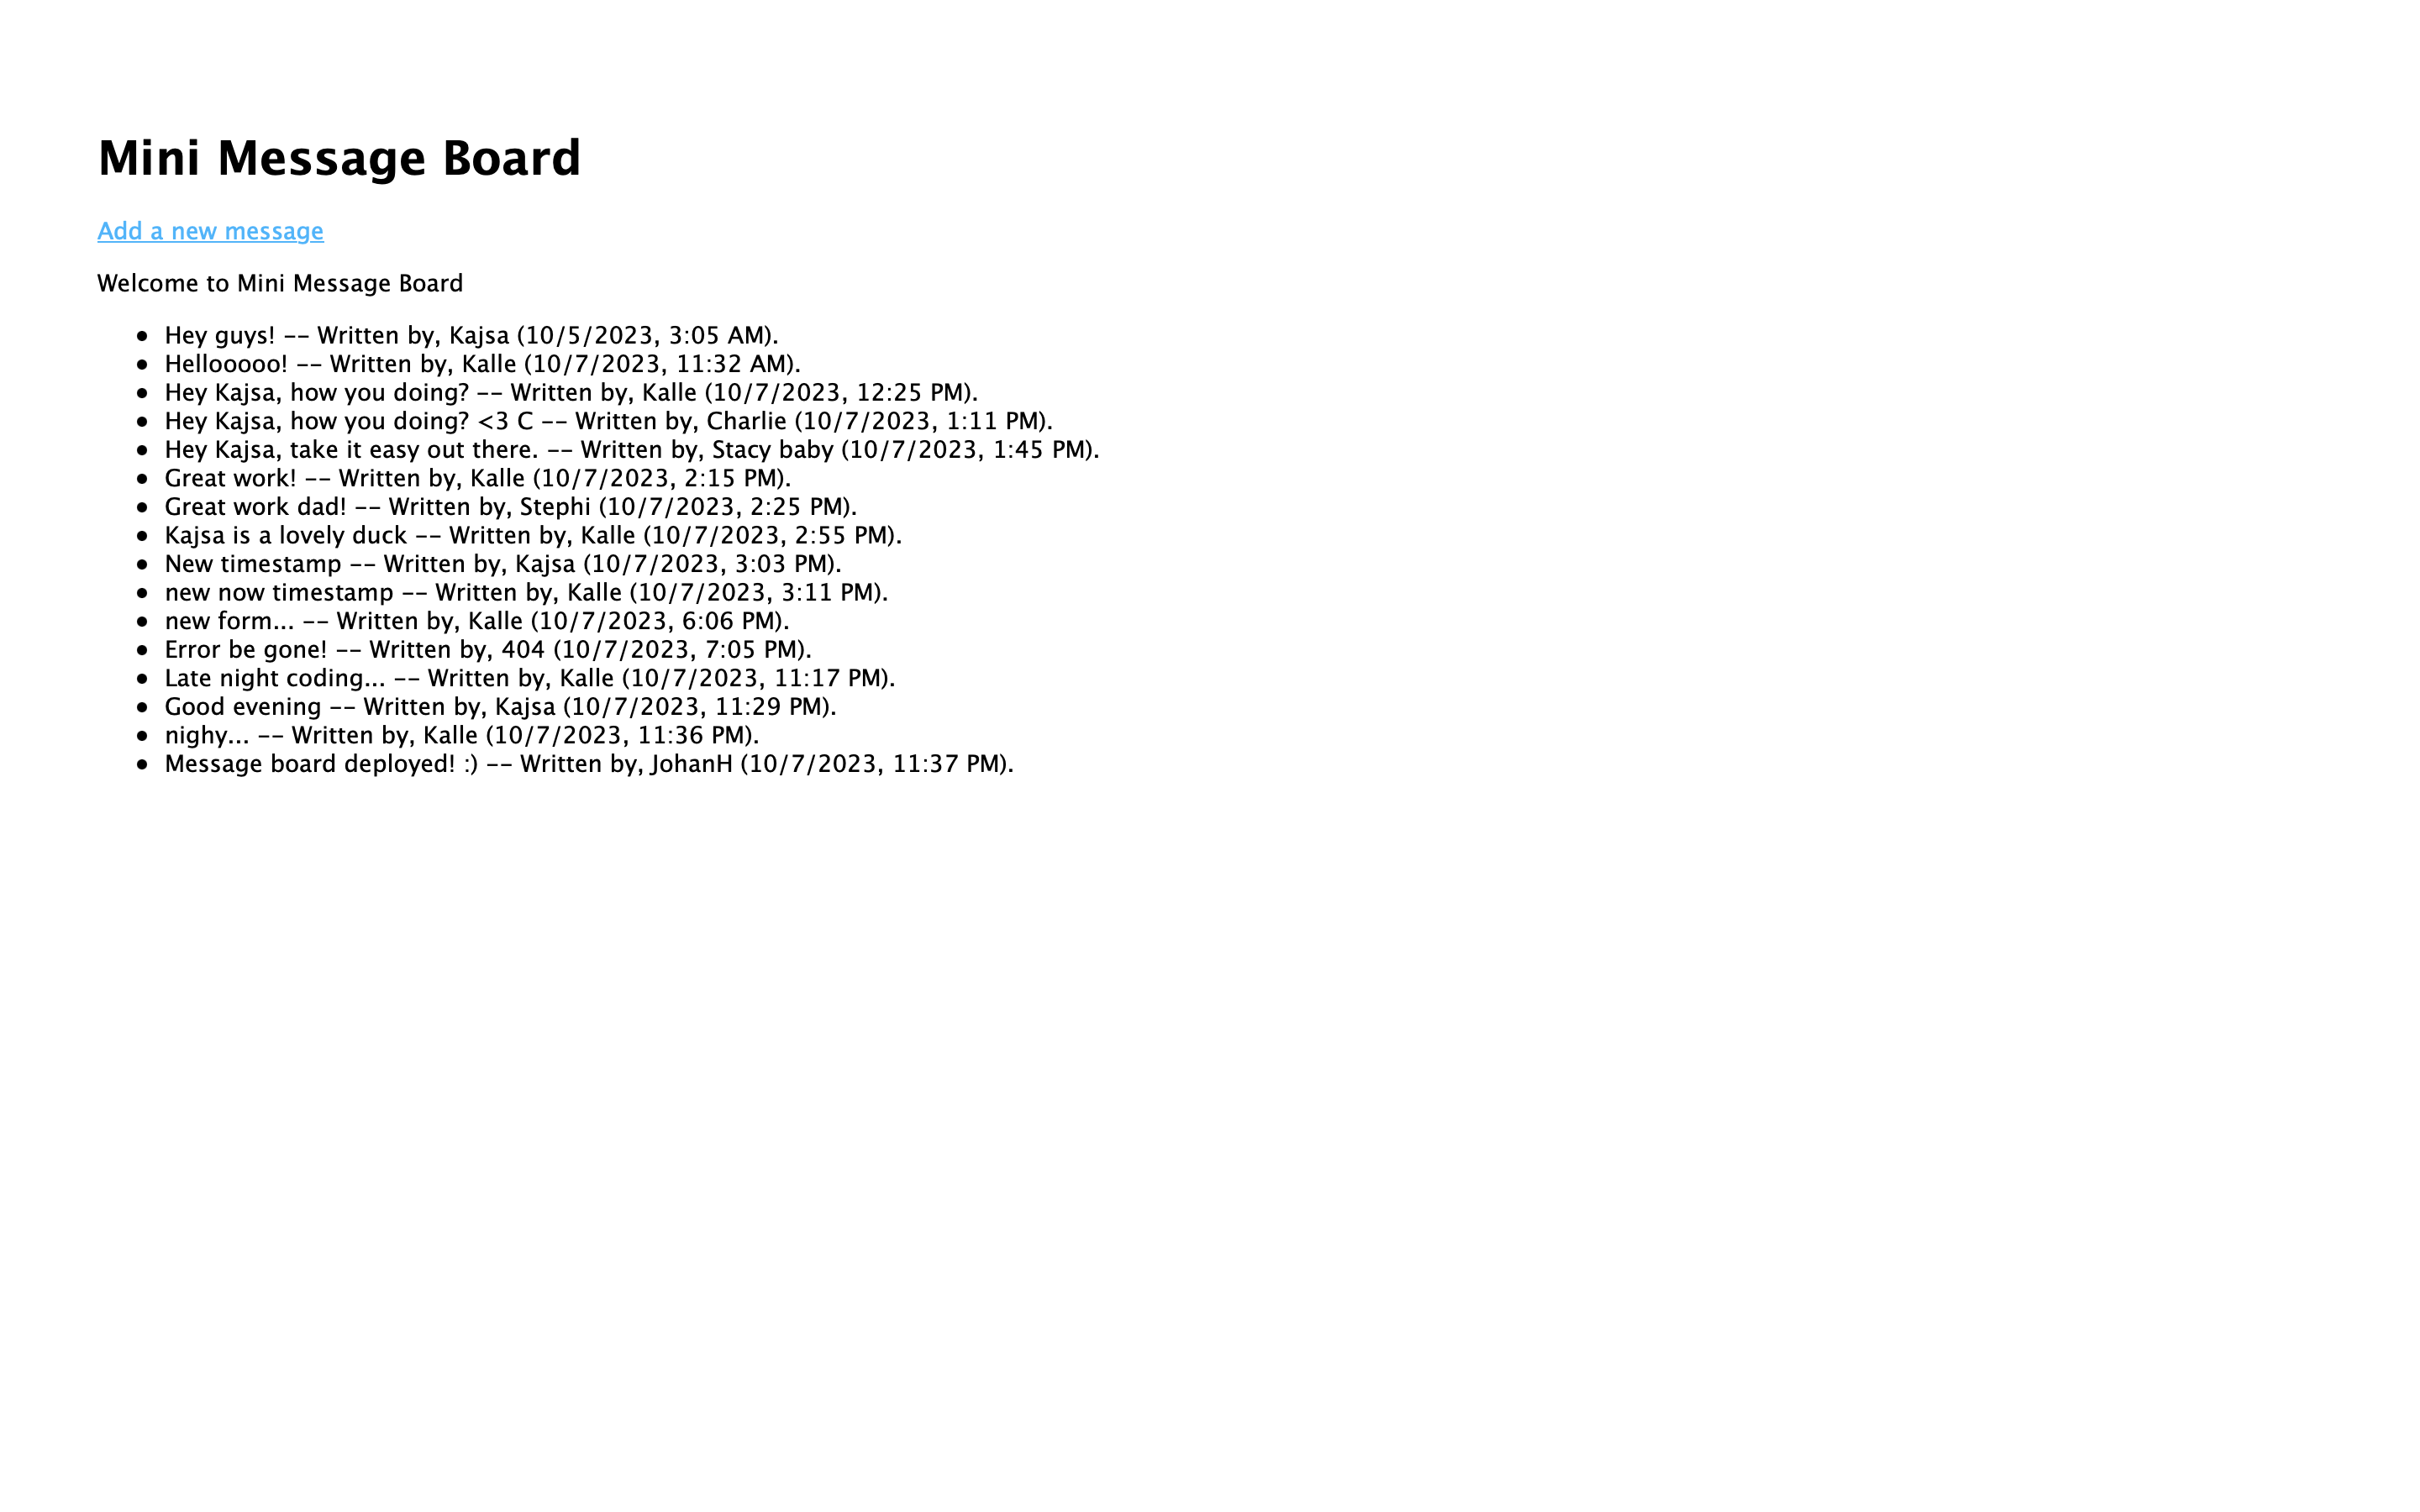 Mini Message Board
Add a new message
Welcome to Mini Message Board
• Hey guys! -- Written by, Kajsa (10/5/2023, 3:05 AM).
• Hellooooo! -- Written by, Kalle (10/7/2023, 11:32 AM).
• Hey Kajsa, how you doing? -- Written by, Kalle (10/7/2023, 12:25 PM).
• Hey Kajsa, how you doing? <3 C -- Written by, Charlie (10/7/2023, 1:11 PM).
• Hey Kajsa, take it easy out there. -- Written by, Stacy baby (10/7/2023, 1:45 PM).
• Great work! -- Written by, Kalle (10/7/2023, 2:15 PM).
• Great work dad! -- Written by, Stephi (10/7/2023, 2:25 PM).
• Kajsa is a lovely duck -- Written by, Kalle (10/7/2023, 2:55 PM).
• New timestamp -- Written by, Kajsa (10/7/2023, 3:03 PM).
• new now timestamp -- Written by, Kalle (10/7/2023, 3:11 PM).
• new form... -- Written by, Kalle (10/7/2023, 6:06 PM).
• Error be gone! -- Written by, 404 (10/7/2023, 7:05 PM).
• Late night coding... -- Written by, Kalle (10/7/2023, 11:17 PM).
• Good evening -- Written by, Kajsa (10/7/2023, 11:29 PM).
• nighy... -- Written by, Kalle (10/7/2023, 11:36 PM).
• Message board deployed! :) -- Written by, JohanH (10/7/2023, 11:37 PM).